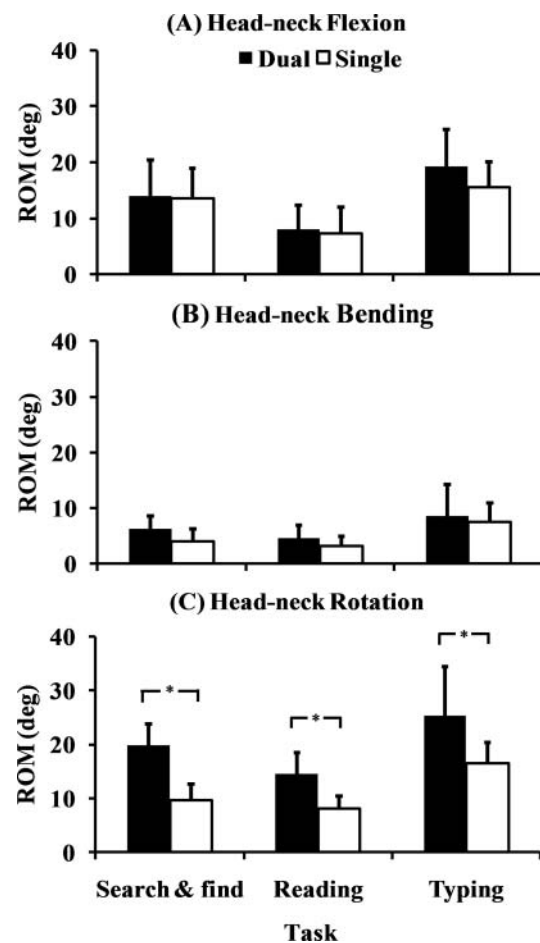 (A) Head-neck Flexion
Dual Single
40
30
20
10
0
ROM (deg)
(B) Head-neck Bending
40
30
20
10
0
ROM (deg)
(C) Head-neck Rotation
40
30
20
10
0
ROM (deg)
* * *
Search & find Reading Typing
Task